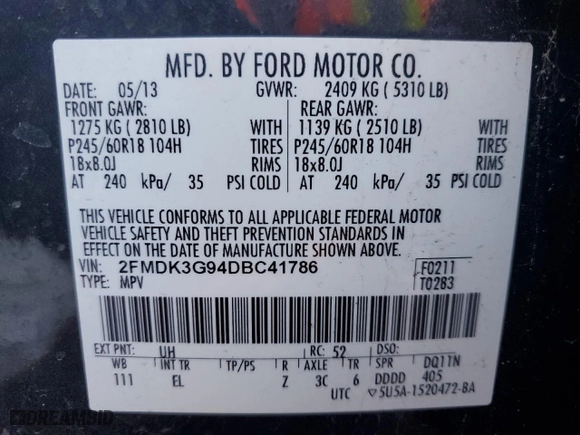 MFD. BY FORD MOTOR CO.
DATE: 05/13 GVWR: 2409 KG ( 5310 LB)
FRONT GAWR: REAR GAWR:
1275 KG ( 2810 LB) WITH 1139 KG ( 2510 LB) WITH
P245/60R18 104H TIRES P245/60R18 104H TIRES
18x8.0J RIMS 18x8.0J RIMS
AT 240 kPa/ 35 PSI COLD AT 240 kPa/ 35 PSI COLD
THIS VEHICLE CONFORMS TO ALL APPLICABLE FEDERAL MOTOR
VEHICLE SAFETY AND THEFT PREVENTION STANDARDS IN
EFFECT ON THE DATE OF MANUFACTURE SHOWN ABOVE.
VIN: 2FMDK3G94DBC41786 F0211
TYPE: MPV T0283
EXT PNT: UH RC: 52 DSO:
WB INT TR TP/PS R AXLE TR SPR DQ11N
111 EL Z 3C 6 DDDD 405
UTC ▽5U5A-1520472-BA
DREAMBID